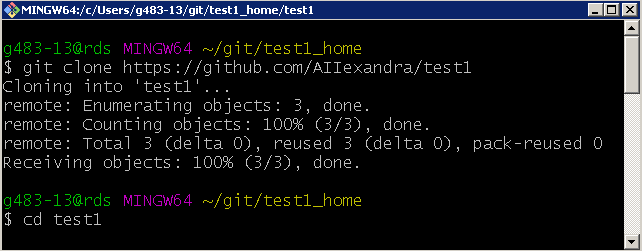 MINGW64:/c/Users/g483-13/git/test1_home/test1
g483-13@rds MINGW64 ~/git/test1_home
$ git clone https://github.com/AIIexandra/test1
Cloning into 'test1'...
remote: Enumerating objects: 3, done.
remote: Counting objects: 100% (3/3), done.
remote: Total 3 (delta 0), reused 3 (delta 0), pack-reused 0
Receiving objects: 100% (3/3), done.
g483-13@rds MINGW64 ~/git/test1_home
$ cd test1